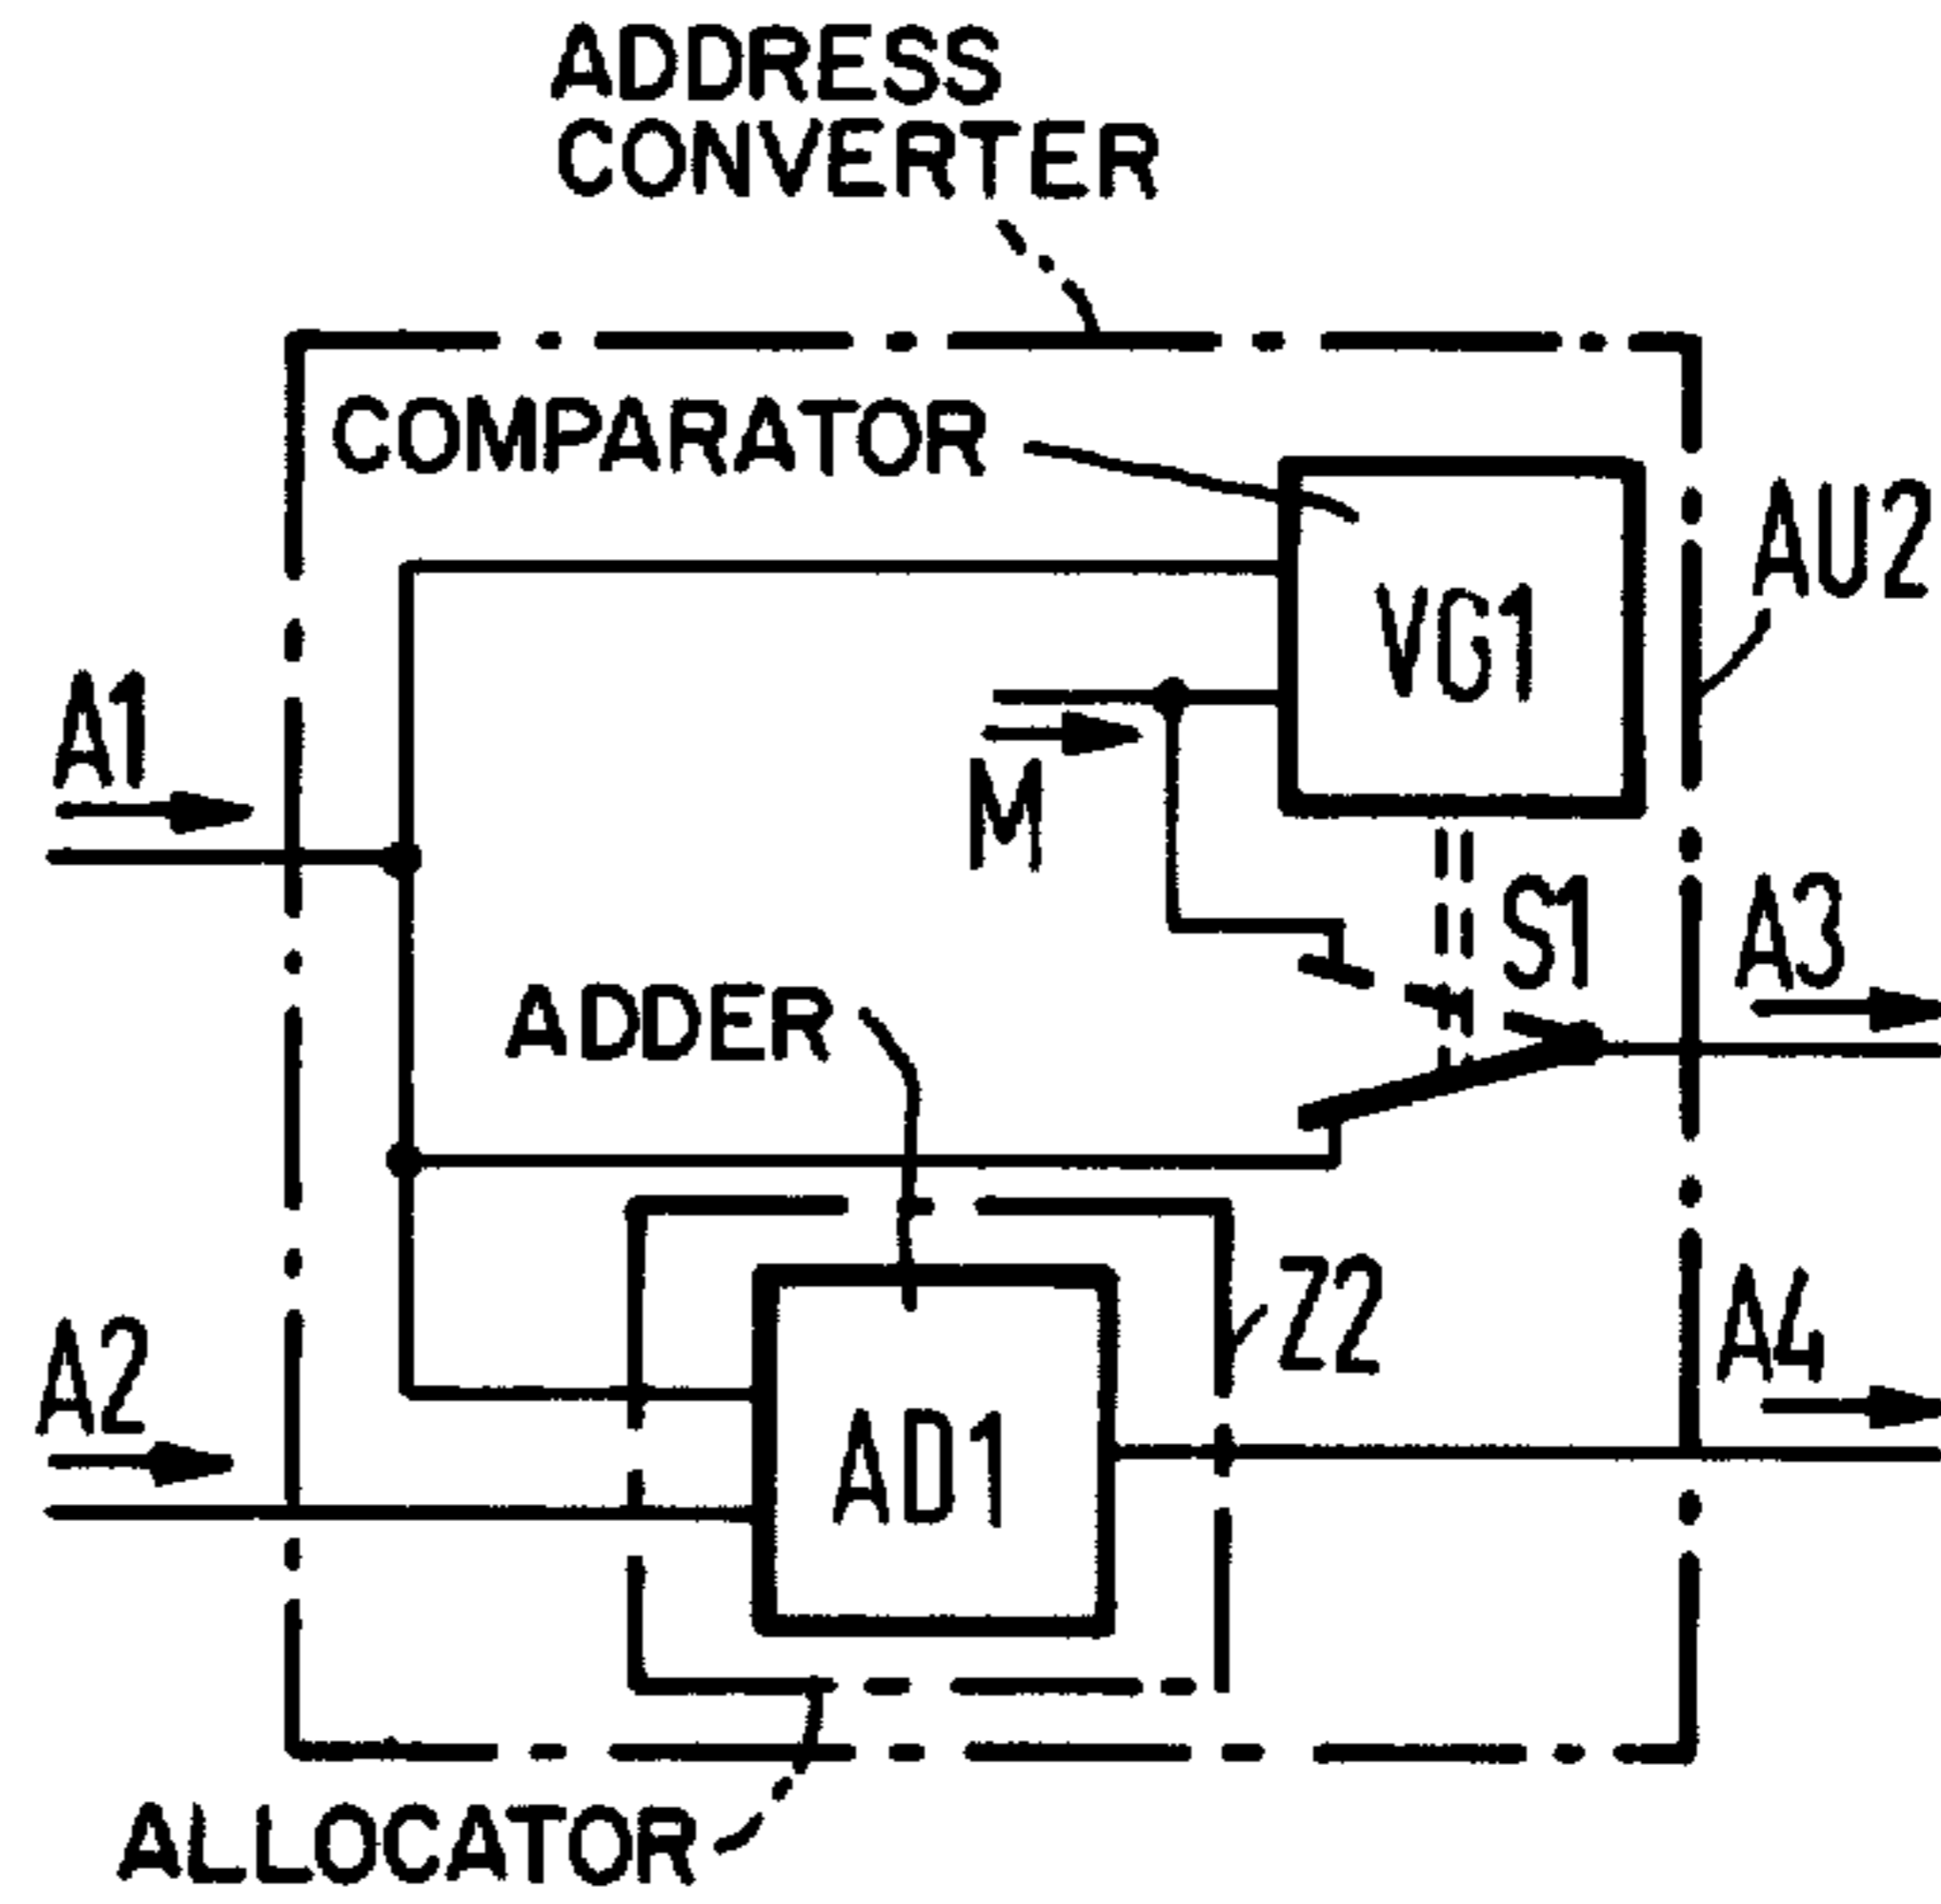 ADDRESS
CONVERTER
COMPARATOR
AU2
VG1
A1
M
S1
A3
ADDER
Z2
A4
A2
AD1
ALLOCATOR